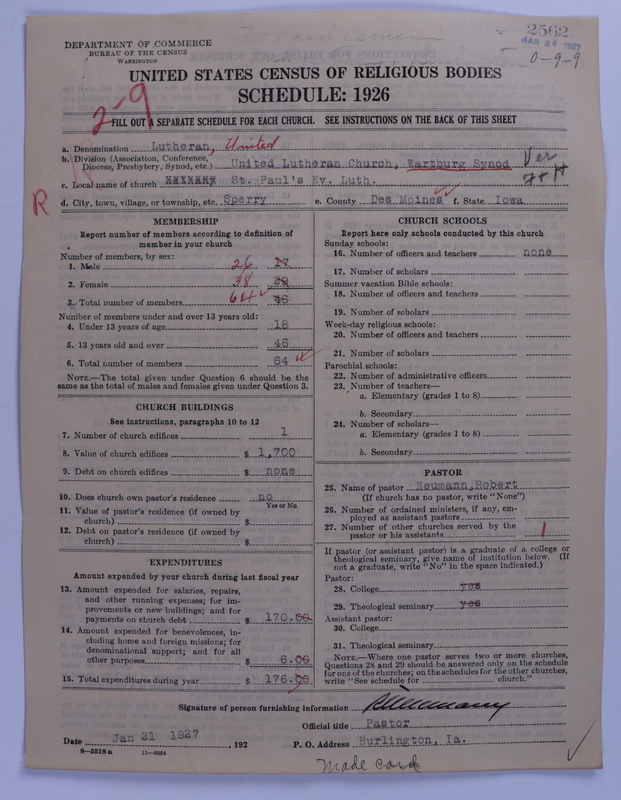 2562
JAN 24 1927
0-9-9
DEPARTMENT OF COMMERCE
BUREAU OF THE CENSUS
WASHINGTON
UNITED STATES CENSUS OF RELIGIOUS BODIES
SCHEDULE: 1926
2-9
FILL OUT A SEPARATE SCHEDULE FOR EACH CHURCH. SEE INSTRUCTIONS ON THE BACK OF THIS SHEET
a. Denomination Lutheran, United
b. Division (Association, Conference, Diocese, Presbytery, Synod, etc.) United Lutheran Church, Wartburg Synod
c. Local name of church St. Paul's Ev. Luth.
R
d. City, town, village, or township, etc. Sperry e. County Des Moines f. State Iowa
MEMBERSHIP
Report number of members according to definition of
member in your church
Number of members, by sex:
1. Male 26 17
2. Female 38
3. Total number of members 64 46
Number of members under and over 13 years old:
4. Under 13 years of age 18
5. 13 years old and over 46
6. Total number of members 64
NOTE.—The total given under Question 6 should be the
same as the total of males and females given under Question 3.
CHURCH BUILDINGS
See instructions, paragraphs 10 to 12
7. Number of church edifices 1
8. Value of church edifices $ 1,700
9. Debt on church edifices $ none
10. Does church own pastor's residence no
Yes or No
11. Value of pastor's residence (if owned by
church) $
12. Debt on pastor's residence (if owned by
church) $
EXPENDITURES
Amount expended by your church during last fiscal year
13. Amount expended for salaries, repairs,
and other running expenses; for im-
provements or new buildings; and for
payments on church debt $ 170.00
14. Amount expended for benevolences, in-
cluding home and foreign missions; for
denominational support; and for all
other purposes $ 6.00
15. Total expenditures during year $ 176.00
CHURCH SCHOOLS
Report here only schools conducted by this church
Sunday schools:
16. Number of officers and teachers none
17. Number of scholars
Summer vacation Bible schools:
18. Number of officers and teachers
19. Number of scholars
Week-day religious schools:
20. Number of officers and teachers
21. Number of scholars
Parochial schools:
22. Number of administrative officers
23. Number of teachers—
a. Elementary (grades 1 to 8)
b. Secondary
24. Number of scholars—
a. Elementary (grades 1 to 8)
b. Secondary
PASTOR
25. Name of pastor Neumann, Robert
(If church has no pastor, write "None")
26. Number of ordained ministers, if any, em-
ployed as assistant pastors
27. Number of other churches served by the
pastor or his assistants 1
If pastor (or assistant pastor) is a graduate of a college or
theological seminary, give name of institution below. (If
not a graduate, write "No" in the space indicated.)
Pastor:
28. College yes
29. Theological seminary yes
Assistant pastor:
30. College
31. Theological seminary
NOTE.—Where one pastor serves two or more churches,
Questions 28 and 29 should be answered only on the schedule
for one of the churches; on the schedules for the other churches,
write "See schedule for church."
Signature of person furnishing information
Official title Pastor
Date Jan 21 1927, 192
P. O. Address Burlington, Ia.
8-5518 a 11-9024
Made card